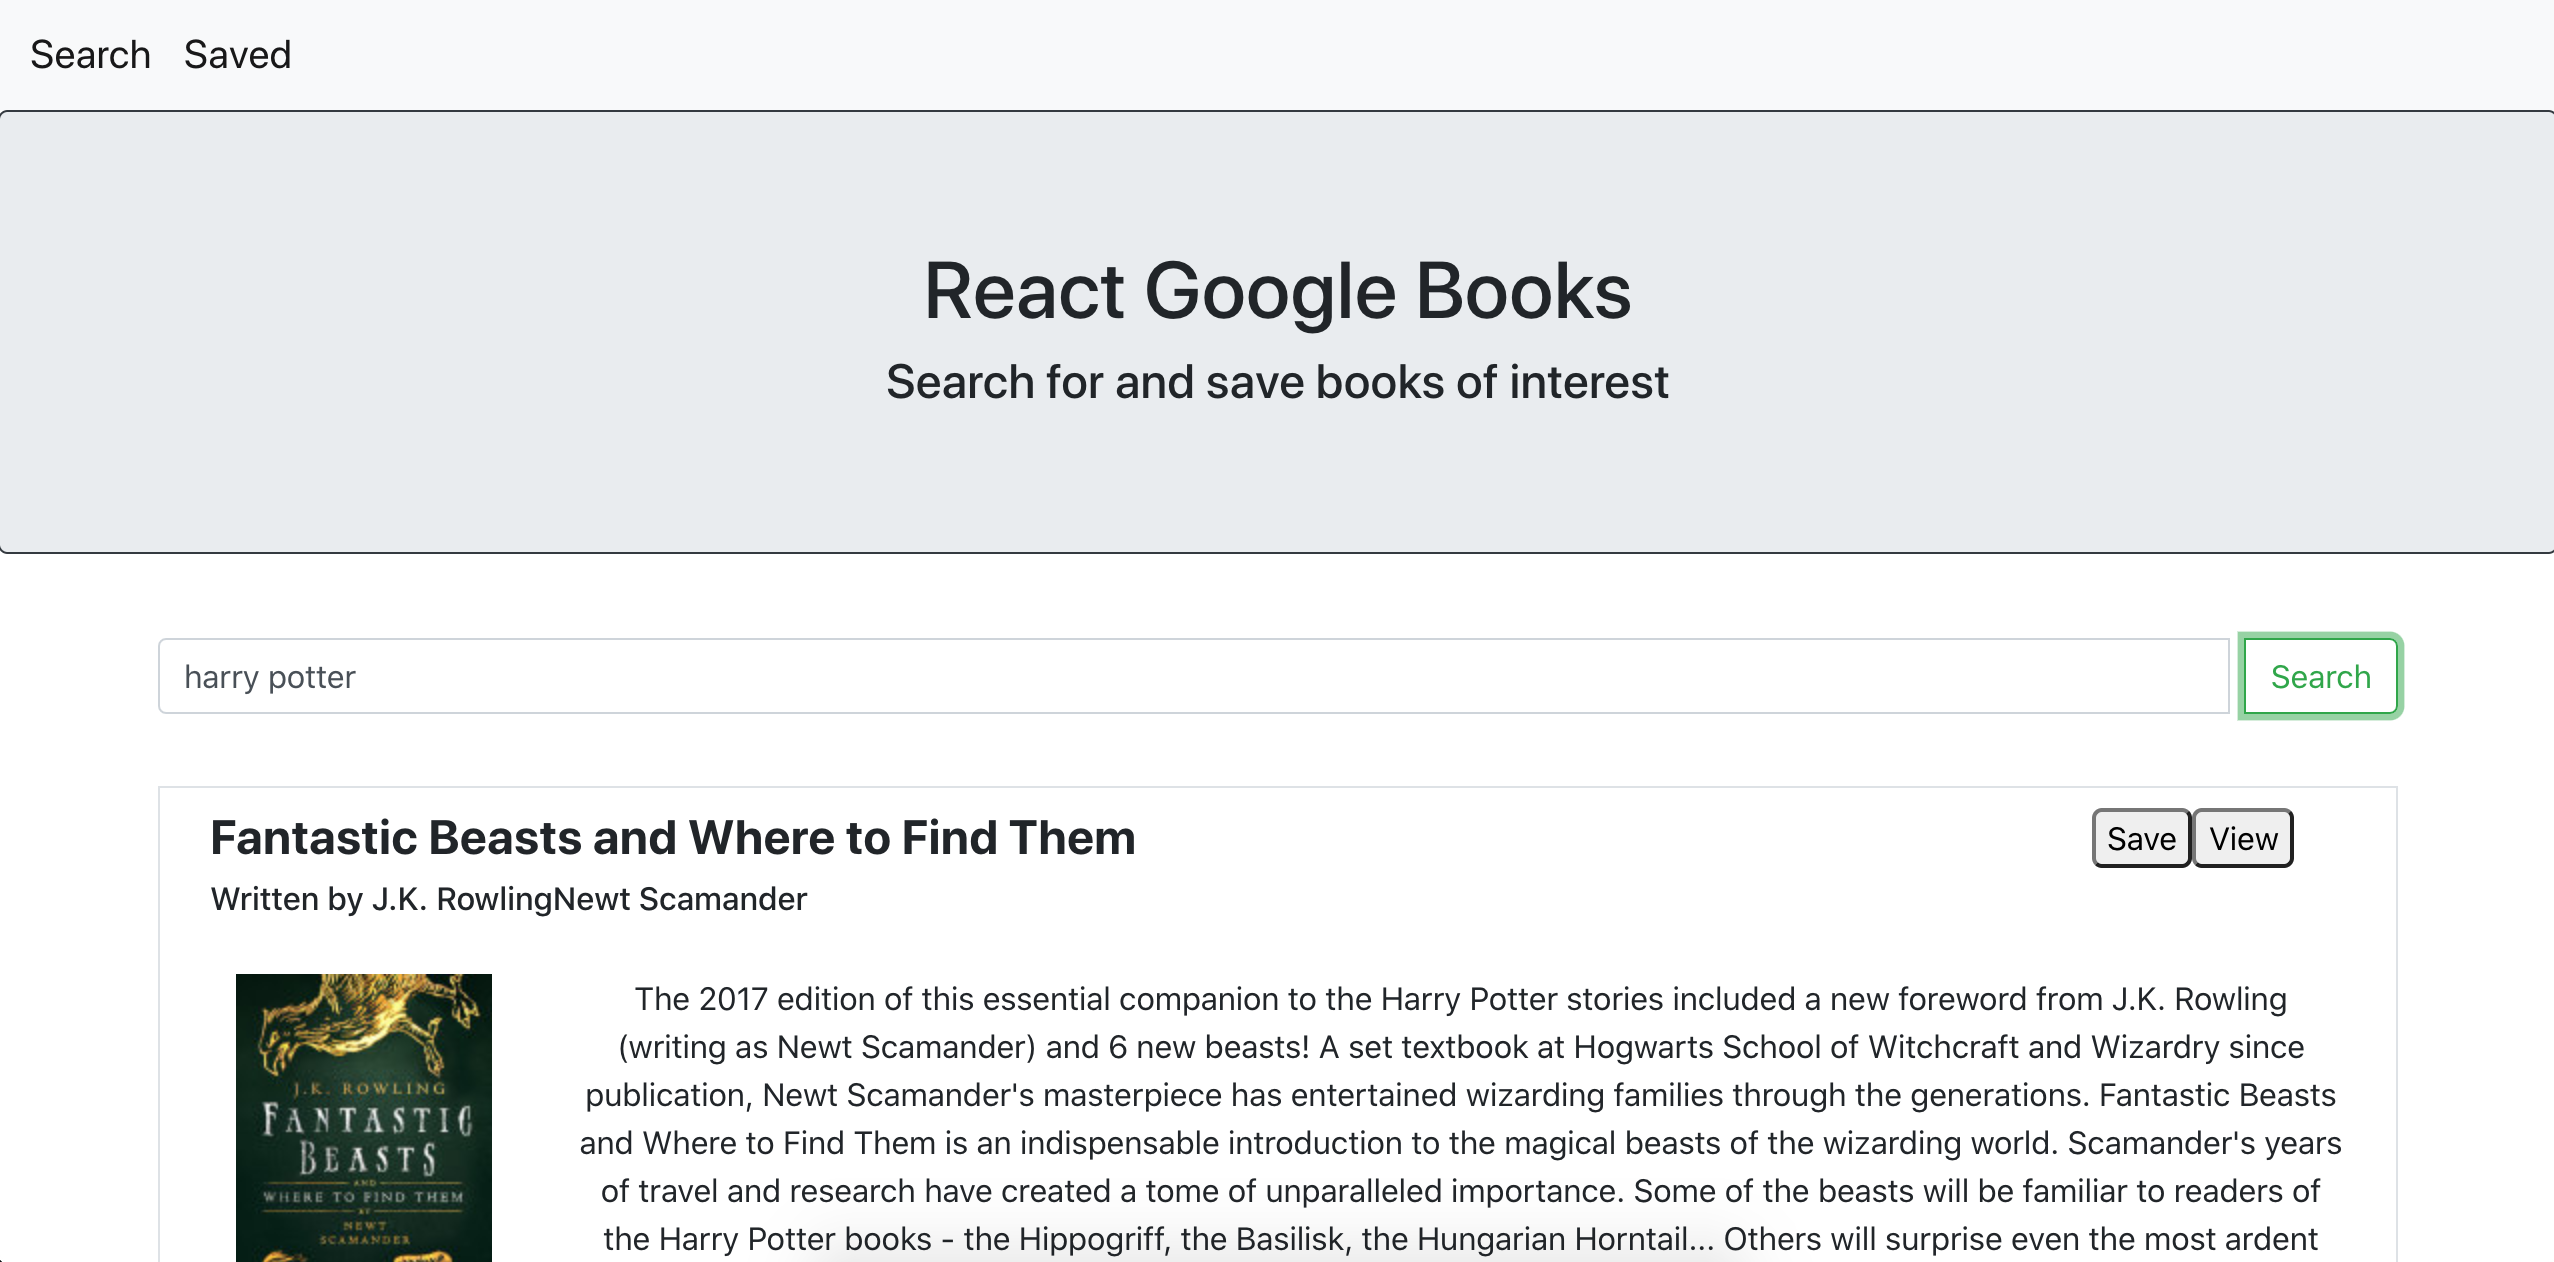 Search Saved
React Google Books
Search for and save books of interest
harry potter
Search
Fantastic Beasts and Where to Find Them
Save View
Written by J.K. RowlingNewt Scamander
J.K. ROWLING
FANTASTIC
BEASTS
AND
WHERE TO FIND THEM
BY
NEWT
SCAMANDER
The 2017 edition of this essential companion to the Harry Potter stories included a new foreword from J.K. Rowling
(writing as Newt Scamander) and 6 new beasts! A set textbook at Hogwarts School of Witchcraft and Wizardry since
publication, Newt Scamander's masterpiece has entertained wizarding families through the generations. Fantastic Beasts
and Where to Find Them is an indispensable introduction to the magical beasts of the wizarding world. Scamander's years
of travel and research have created a tome of unparalleled importance. Some of the beasts will be familiar to readers of
the Harry Potter books - the Hippogriff, the Basilisk, the Hungarian Horntail... Others will surprise even the most ardent